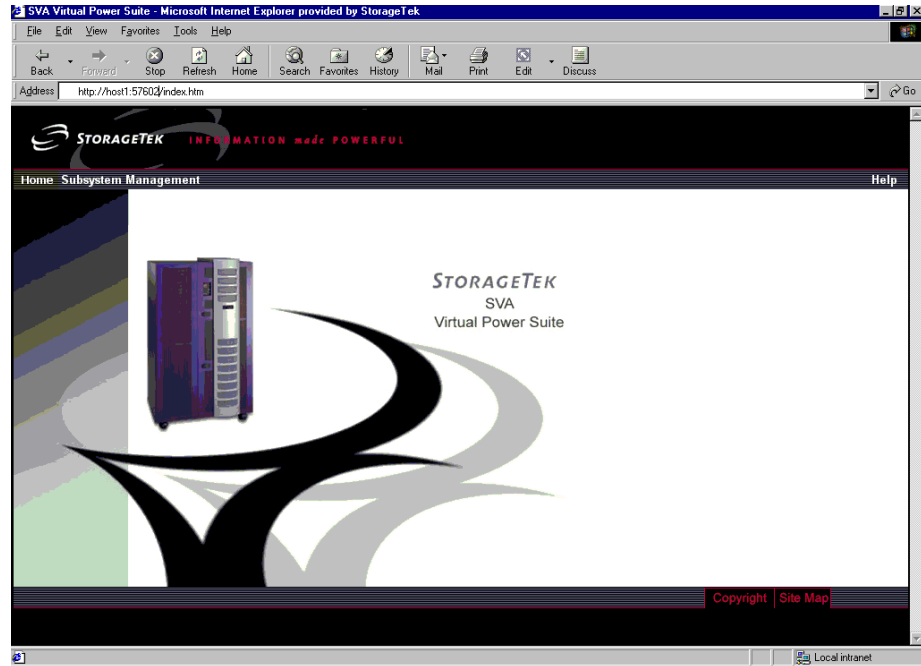 SVA Virtual Power Suite - Microsoft Internet Explorer provided by StorageTek
File Edit View Favorites Tools Help
Back Forward Stop Refresh Home Search Favorites History Mail Print Edit Discuss
Address http://host1:57602/index.htm Go
STORAGETEK INFORMATION made POWERFUL
Home Subsystem Management Help
STORAGETEK
SVA
Virtual Power Suite
Copyright Site Map
Local intranet